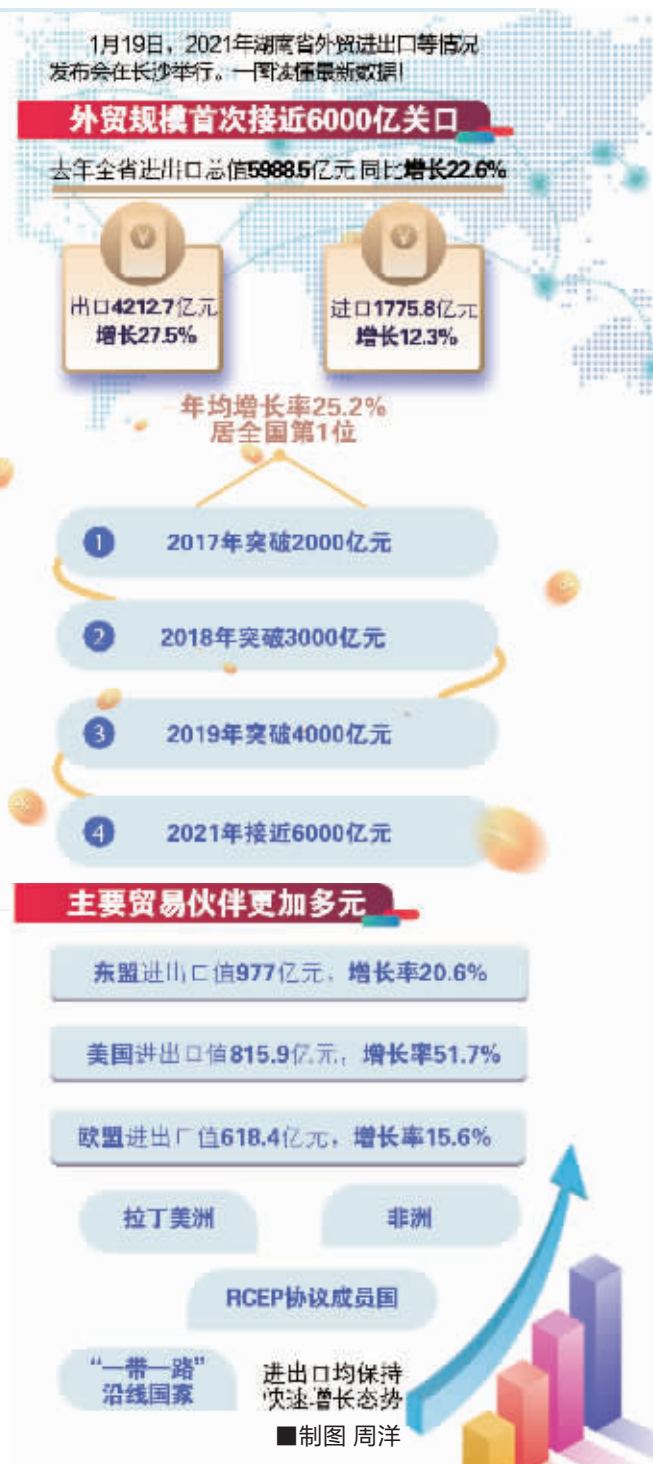 1月19日，2021年湖南省外贸进出口等情况
发布会在长沙举行。一图读懂最新数据！
外贸规模首次接近6000亿关口
去年全省进出口总值5988.5亿元 同比增长22.6%
出口4212.7亿元
增长27.5%
进口1775.8亿元
增长12.3%
年均增长率25.2%
居全国第1位
1 2017年突破2000亿元
2 2018年突破3000亿元
3 2019年突破4000亿元
4 2021年接近6000亿元
主要贸易伙伴更加多元
东盟进出口值977亿元，增长率20.6%
美国进出口值815.9亿元，增长率51.7%
欧盟进出口值618.4亿元，增长率15.6%
拉丁美洲
非洲
RCEP协议成员国
“一带一路”
沿线国家
进出口均保持
快速增长态势
■制图 周洋